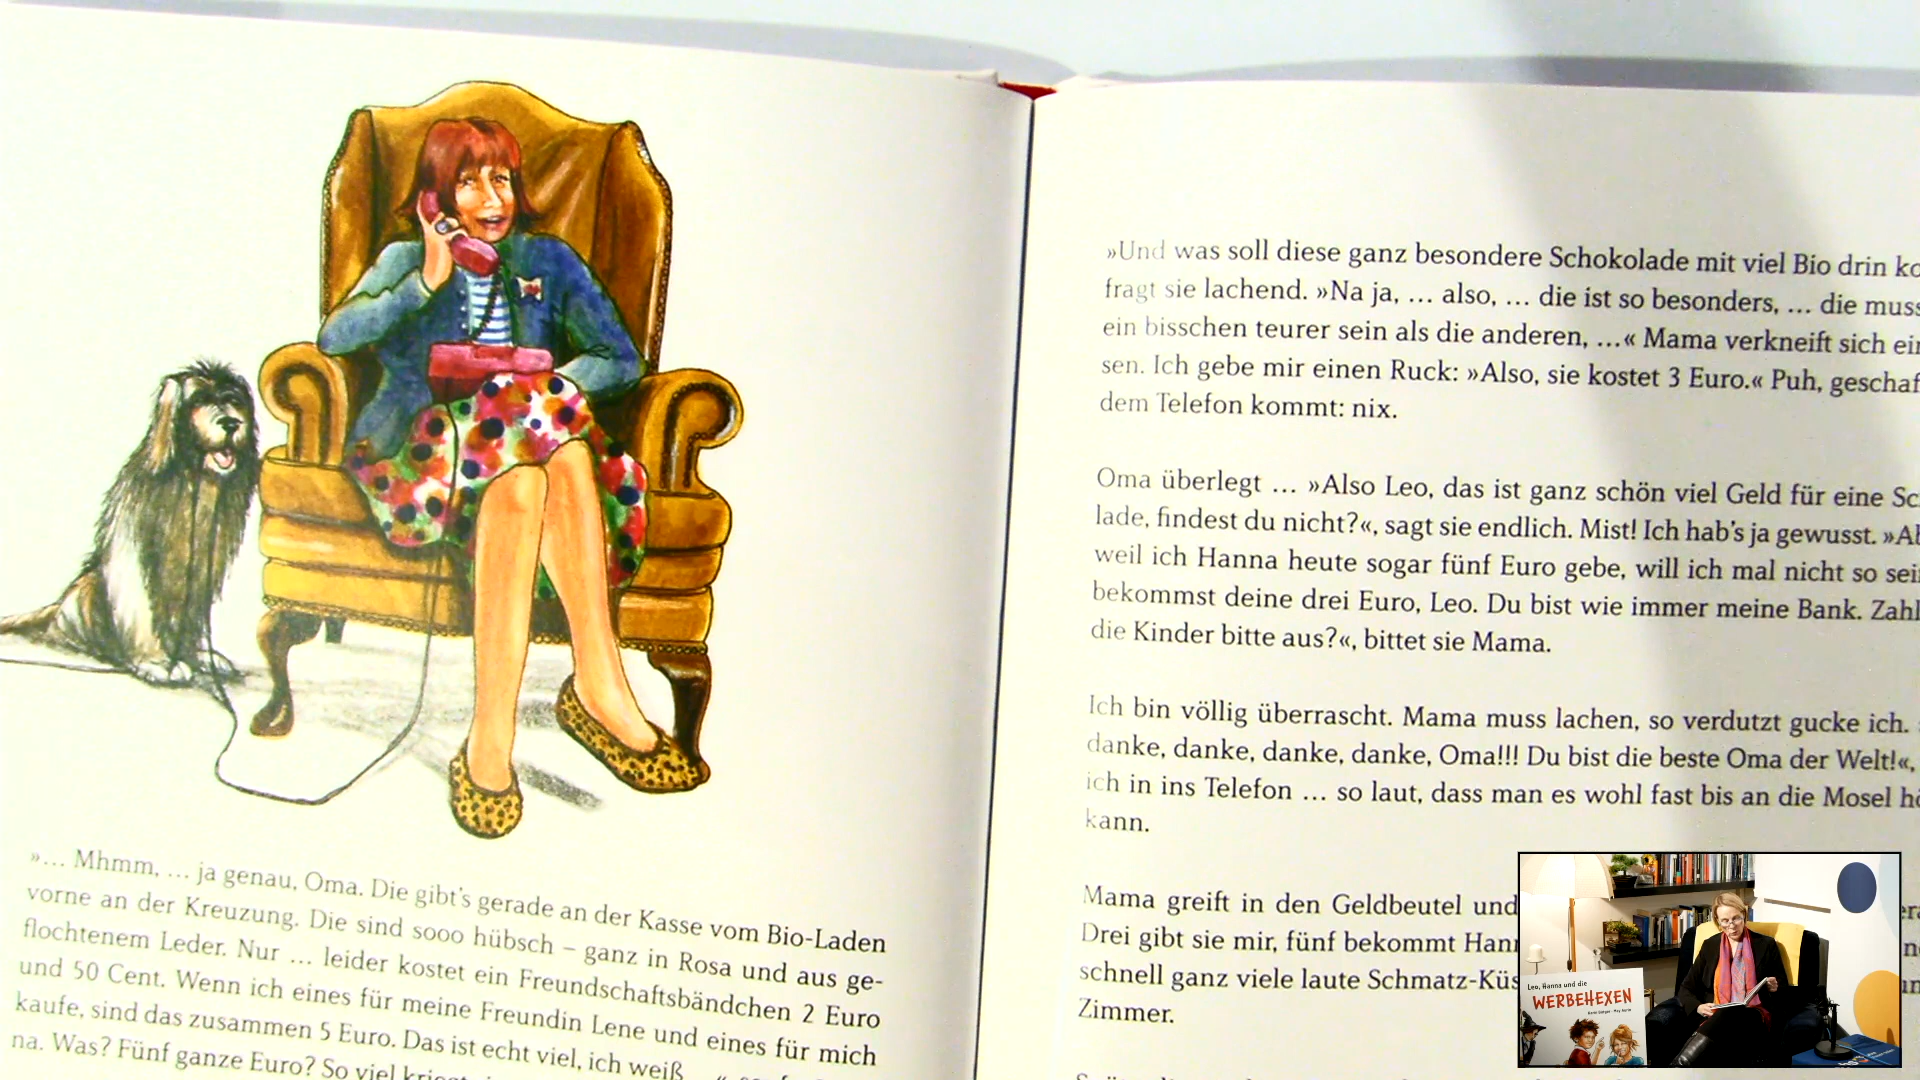 »… Mhmm, … ja genau, Oma. Die gibt's gerade an der Kasse vom Bio-Laden
vorne an der Kreuzung. Die sind sooo hübsch – ganz in Rosa und aus ge-
flochtenem Leder. Nur … leider kostet ein Freundschaftsbändchen 2 Euro
und 50 Cent. Wenn ich eines für meine Freundin Lene und eines für mich
kaufe, sind das zusammen 5 Euro. Das ist echt viel, ich weiß
na. Was? Fünf ganze Euro? So viel
»Und was soll diese ganz besondere Schokolade mit viel Bio drin
fragt sie lachend. »Na ja, … also, … die ist so besonders, … die
ein bisschen teurer sein als die anderen, …« Mama verkneift sich
sen. Ich gebe mir einen Ruck: »Also, sie kostet 3 Euro.« Puh,
dem Telefon kommt: nix.
Oma überlegt … »Also Leo, das ist ganz schön viel Geld für eine
lade, findest du nicht?«, sagt sie endlich. Mist! Ich hab's ja gewusst.
weil ich Hanna heute sogar fünf Euro gebe, will ich mal nicht so
bekommst deine drei Euro, Leo. Du bist wie immer meine Bank.
die Kinder bitte aus?«, bittet sie Mama.
Ich bin völlig überrascht. Mama muss lachen, so verdutzt gucke ich.
danke, danke, danke, danke, Oma!!! Du bist die beste Oma der Welt!«,
ich in ins Telefon … so laut, dass man es wohl fast bis an die Mosel
kann.
Mama greift in den Geldbeutel und
Drei gibt sie mir, fünf bekommt
schnell ganz viele laute
Zimmer.
Leo, Hanna und die
WERBEHEXEN